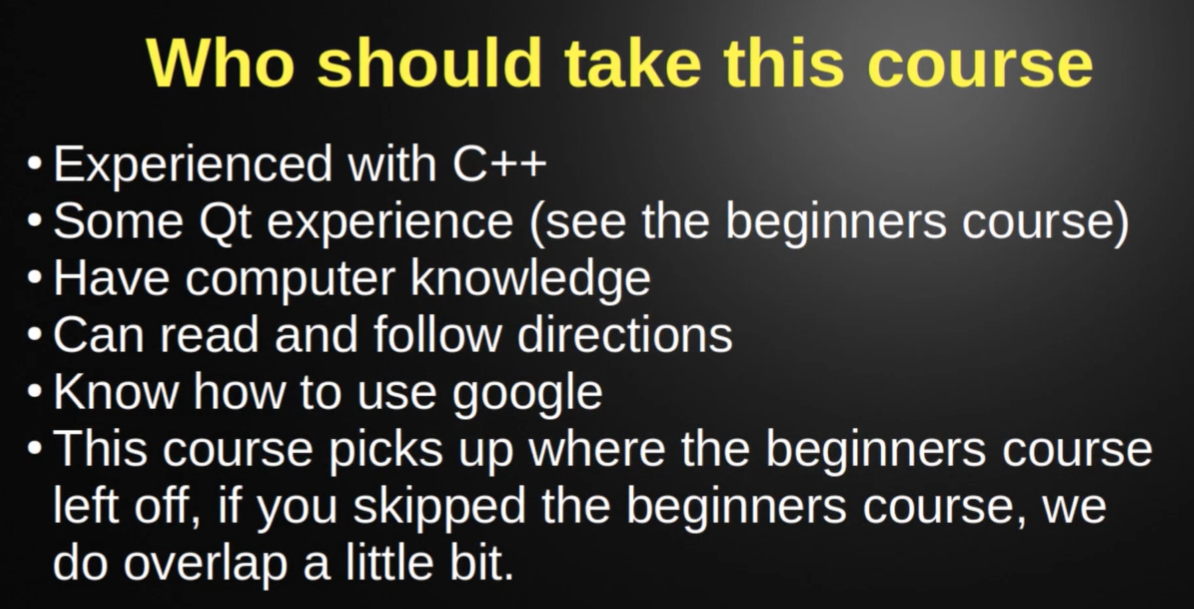 Who should take this course
• Experienced with C++
• Some Qt experience (see the beginners course)
• Have computer knowledge
• Can read and follow directions
• Know how to use google
• This course picks up where the beginners course
left off, if you skipped the beginners course, we
do overlap a little bit.